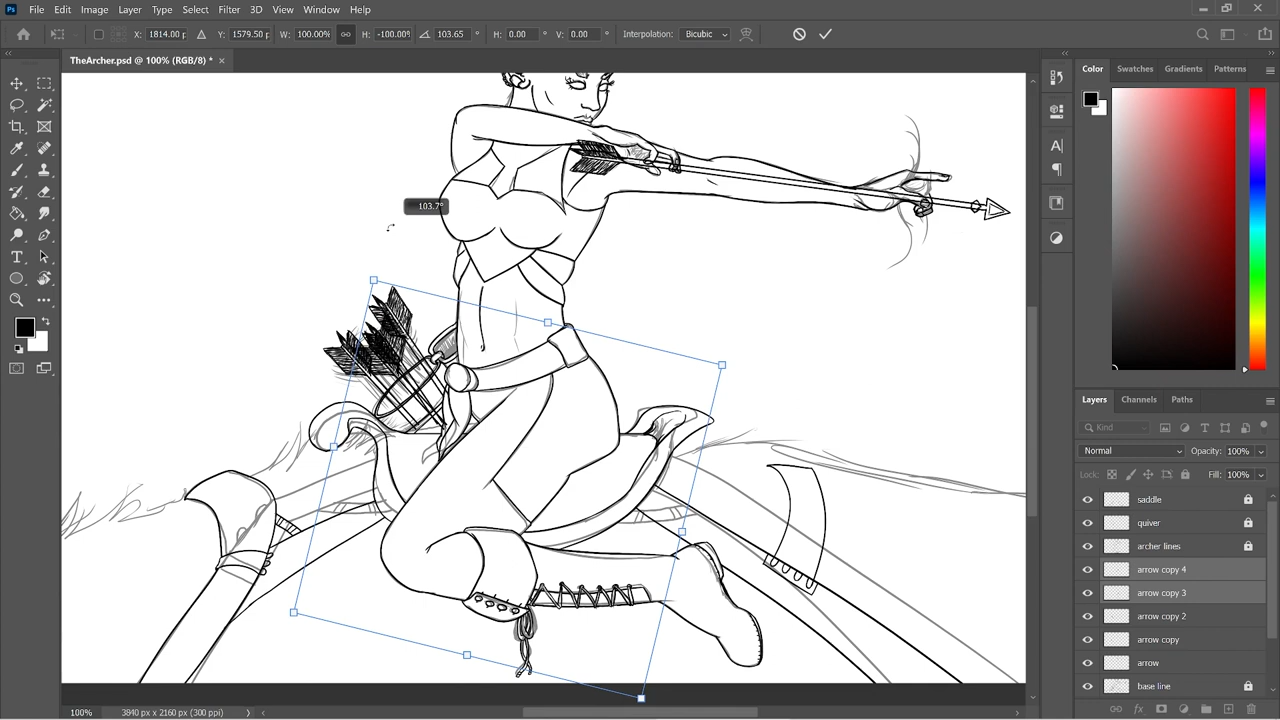 Ps File Edit Image Layer Type Select Filter 3D View Window Help
X: 1814.00 p Y: 1579.50 p W: 100.00% H: -100.00% 103.65 H: 0.00 ° V: 0.00 ° Interpolation: Bicubic
TheArcher.psd @ 100% (RGB/8) * ×
Color Swatches Gradients Patterns
103.7°
Layers Channels Paths
Kind
Normal Opacity: 100%
Lock: Fill: 100%
saddle
quiver
archer lines
arrow copy 4
arrow copy 3
arrow copy 2
arrow copy
arrow
base line
100% 3840 px x 2160 px (300 ppi)